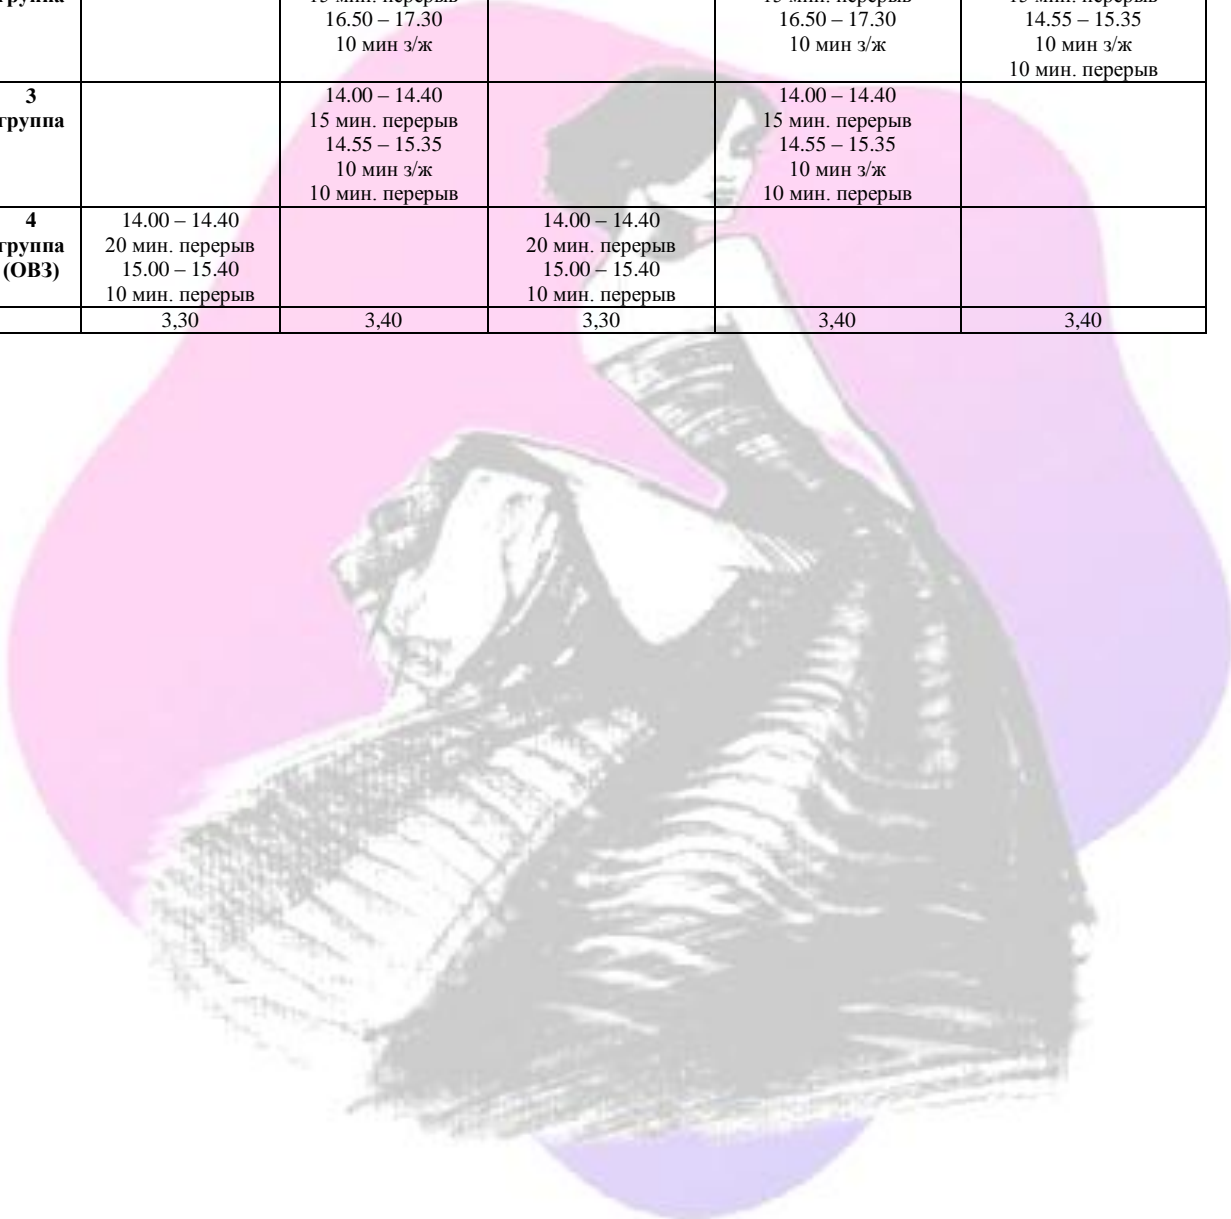 группа 15 мин. перерыв 15 мин. перерыв 15 мин. перерыв
16.50 – 17.30 16.50 – 17.30 14.55 – 15.35
10 мин з/ж 10 мин з/ж 10 мин з/ж
10 мин. перерыв
3 14.00 – 14.40 14.00 – 14.40
группа 15 мин. перерыв 15 мин. перерыв
14.55 – 15.35 14.55 – 15.35
10 мин з/ж 10 мин з/ж
10 мин. перерыв 10 мин. перерыв
4 14.00 – 14.40 14.00 – 14.40
группа 20 мин. перерыв 20 мин. перерыв
(ОВЗ) 15.00 – 15.40 15.00 – 15.40
10 мин. перерыв 10 мин. перерыв
3,30 3,40 3,30 3,40 3,40